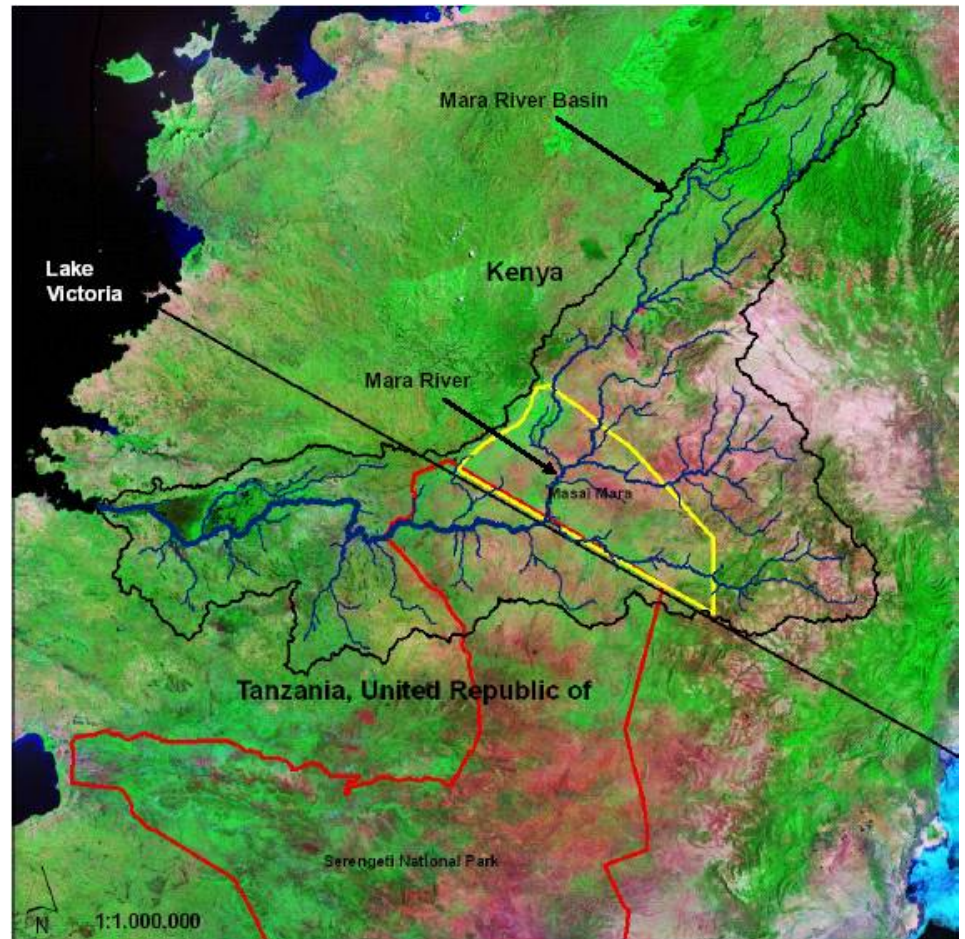 Mara River Basin
Kenya
Lake
Victoria
Mara River
Masai Mara
Tanzania, United Republic of
Serengeti National Park
N
1:1.000.000